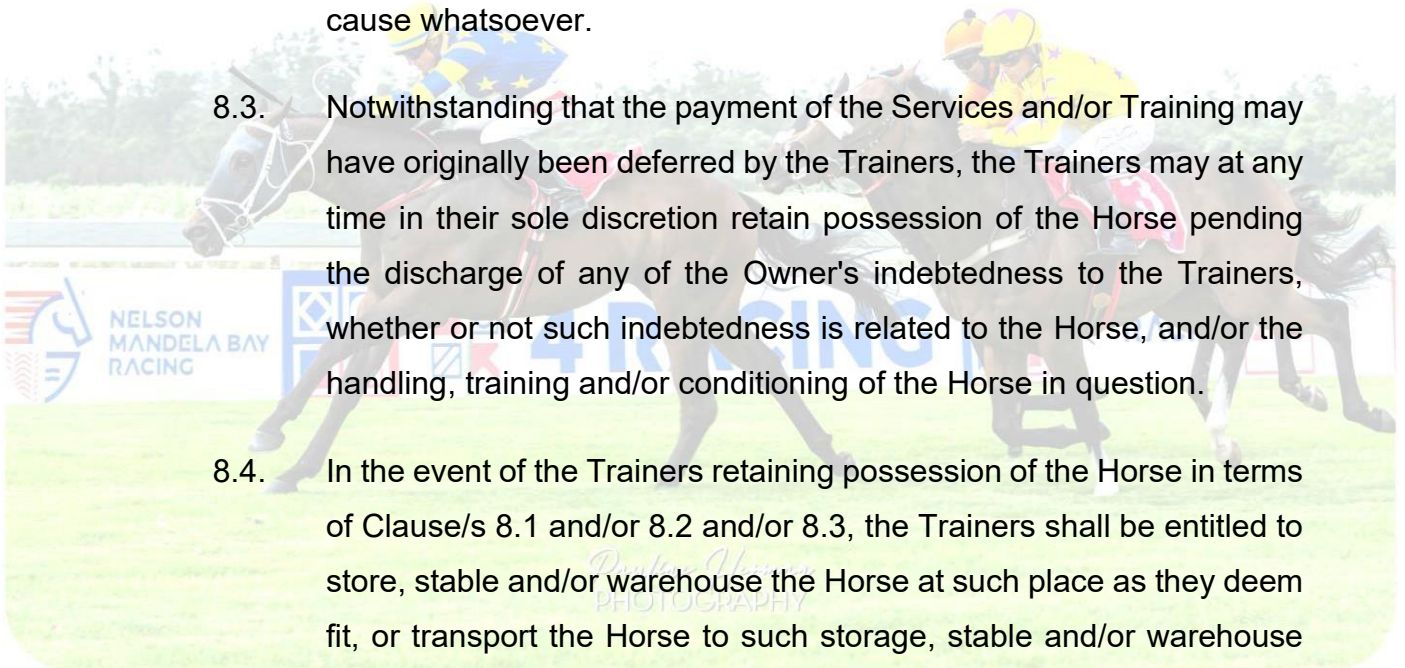 cause whatsoever.
8.3. Notwithstanding that the payment of the Services and/or Training may
have originally been deferred by the Trainers, the Trainers may at any
time in their sole discretion retain possession of the Horse pending
the discharge of any of the Owner's indebtedness to the Trainers,
whether or not such indebtedness is related to the Horse, and/or the
handling, training and/or conditioning of the Horse in question.
8.4. In the event of the Trainers retaining possession of the Horse in terms
of Clause/s 8.1 and/or 8.2 and/or 8.3, the Trainers shall be entitled to
store, stable and/or warehouse the Horse at such place as they deem
fit, or transport the Horse to such storage, stable and/or warehouse
NELSON
MANDELA BAY
RACING
4 RACING
PHOTOGRAPHY